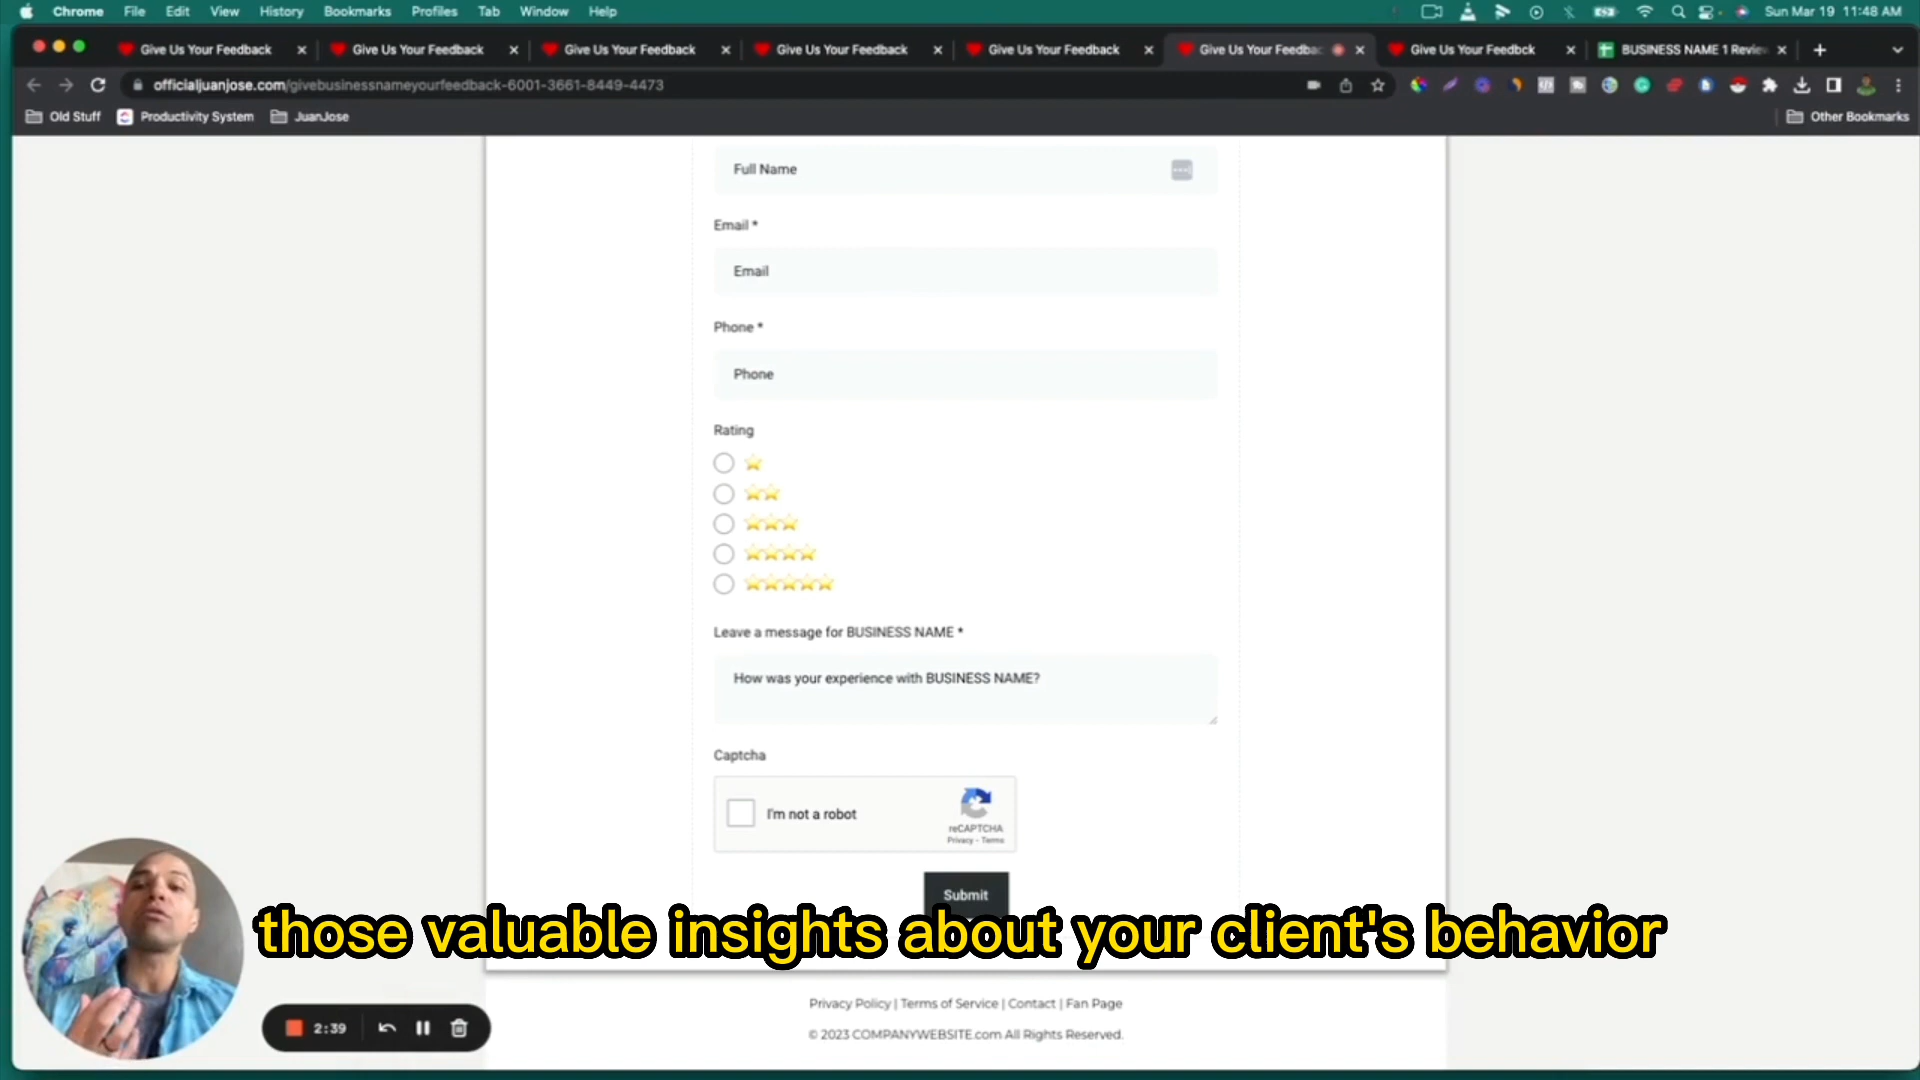 Chrome File Edit View History Bookmarks Profiles Tab Window Help Sun Mar 19 11:48 AM
Give Us Your Feedback Give Us Your Feedback Give Us Your Feedback Give Us Your Feedback Give Us Your Feedback Give Us Your Feedbac Give Us Your Feedbck BUSINESS NAME 1 Review
officialjuanjose.com/givebusinessnameyourfeedback-6001-3661-8449-4473
Old Stuff Productivity System JuanJose Other Bookmarks
Full Name
Email *
Email
Phone *
Phone
Rating
Leave a message for BUSINESS NAME *
How was your experience with BUSINESS NAME?
Captcha
I'm not a robot
reCAPTCHA
Privacy - Terms
Submit
those valuable insights about your client's behavior
2:39
Privacy Policy | Terms of Service | Contact | Fan Page
© 2023 COMPANYWEBSITE.com All Rights Reserved.